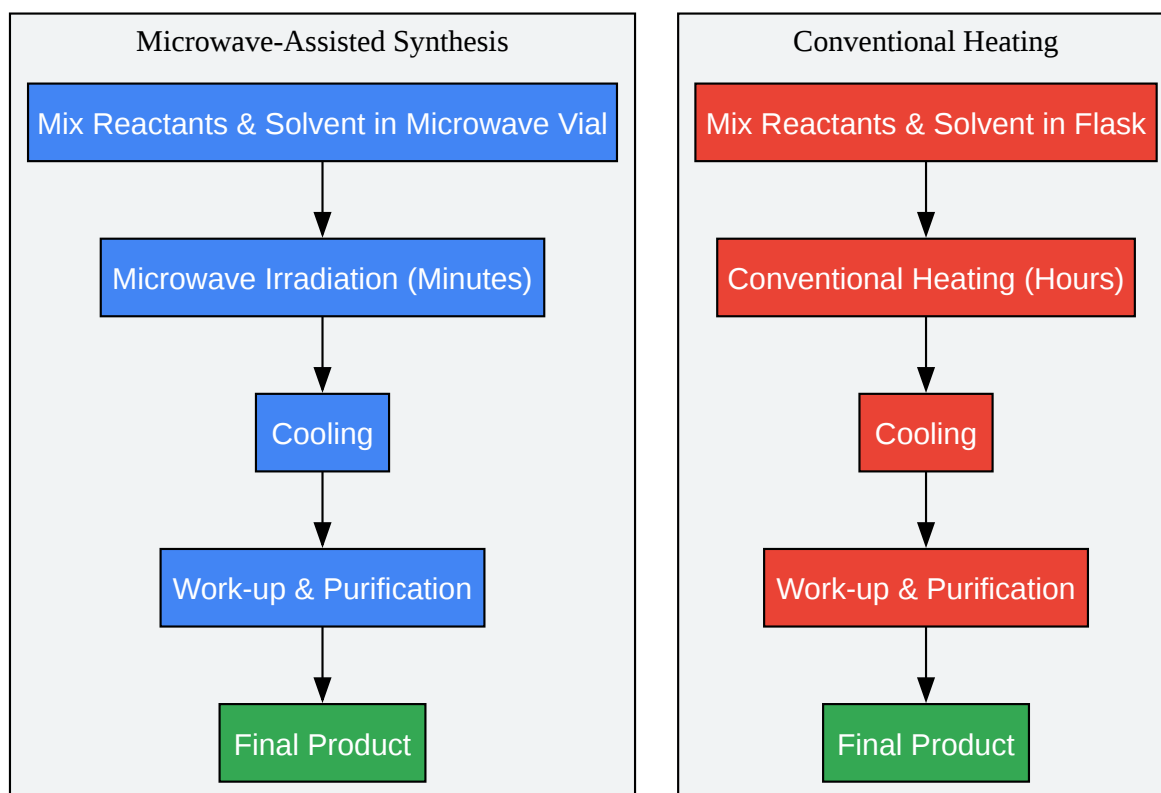 Microwave-Assisted Synthesis
Mix Reactants & Solvent in Microwave Vial
Microwave Irradiation (Minutes)
Cooling
Work-up & Purification
Final Product
Conventional Heating
Mix Reactants & Solvent in Flask
Conventional Heating (Hours)
Cooling
Work-up & Purification
Final Product